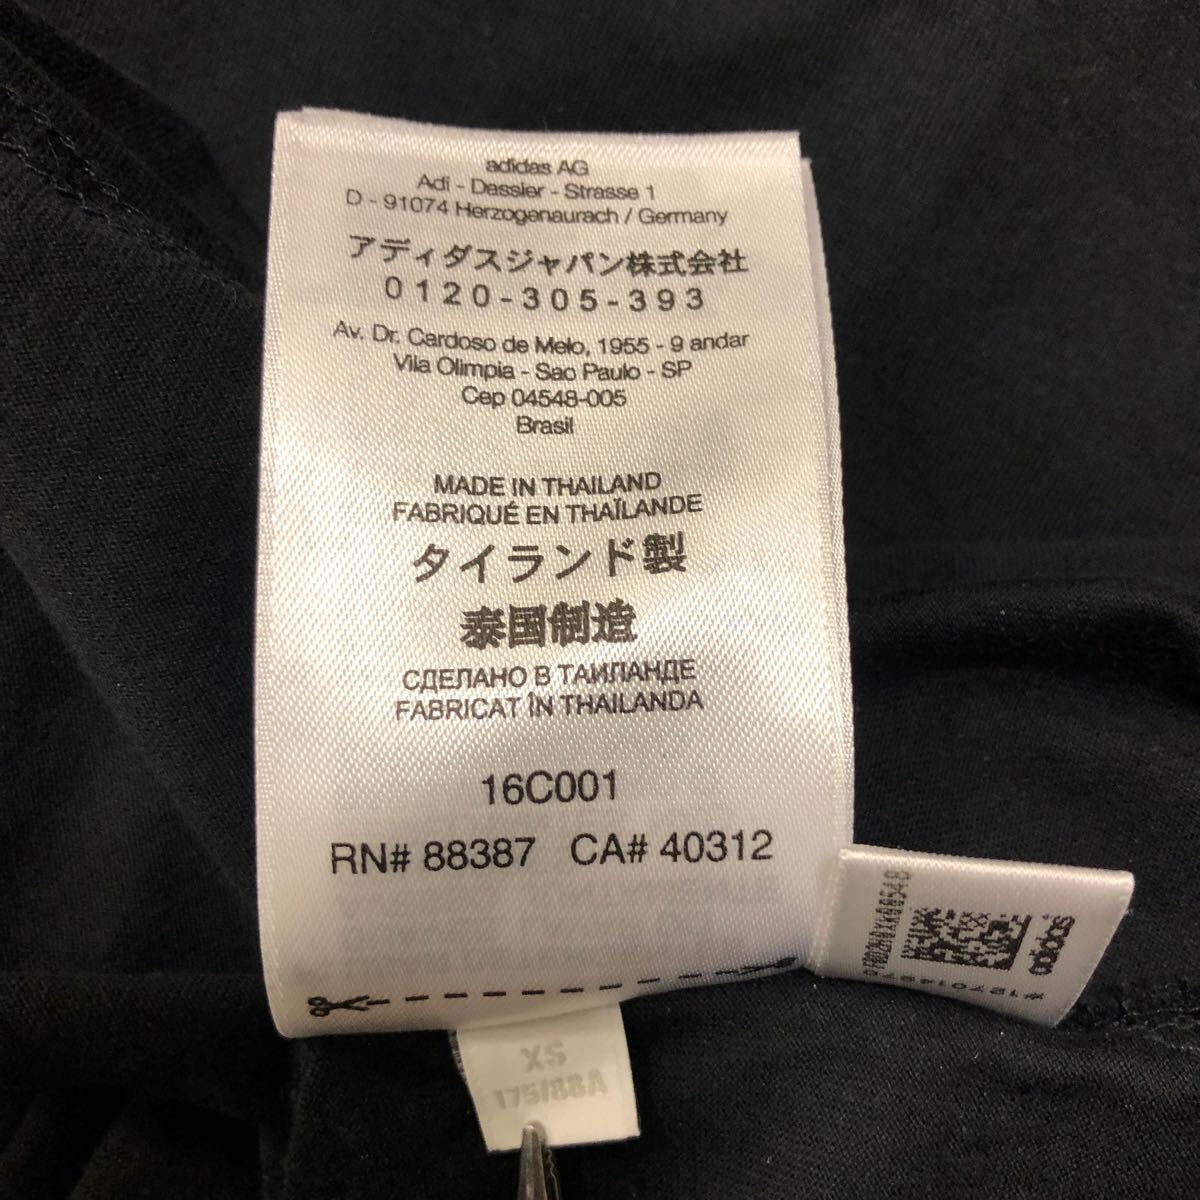 adidas AG
Adi - Dassler - Strasse 1
D - 91074 Herzogenaurach / Germany
アディダスジャパン株式会社
0120-305-393
Av. Dr. Cardoso de Melo, 1955 - 9 andar
Vila Olimpia - Sao Paulo - SP
Cep 04548-005
Brasil
MADE IN THAILAND
FABRIQUÉ EN THAÏLANDE
タイランド製
泰国制造
СДЕЛАНО В ТАИЛАНДЕ
FABRICAT ÎN THAILANDA
16C001
RN# 88387 CA# 40312
adidas
XS
175/88A